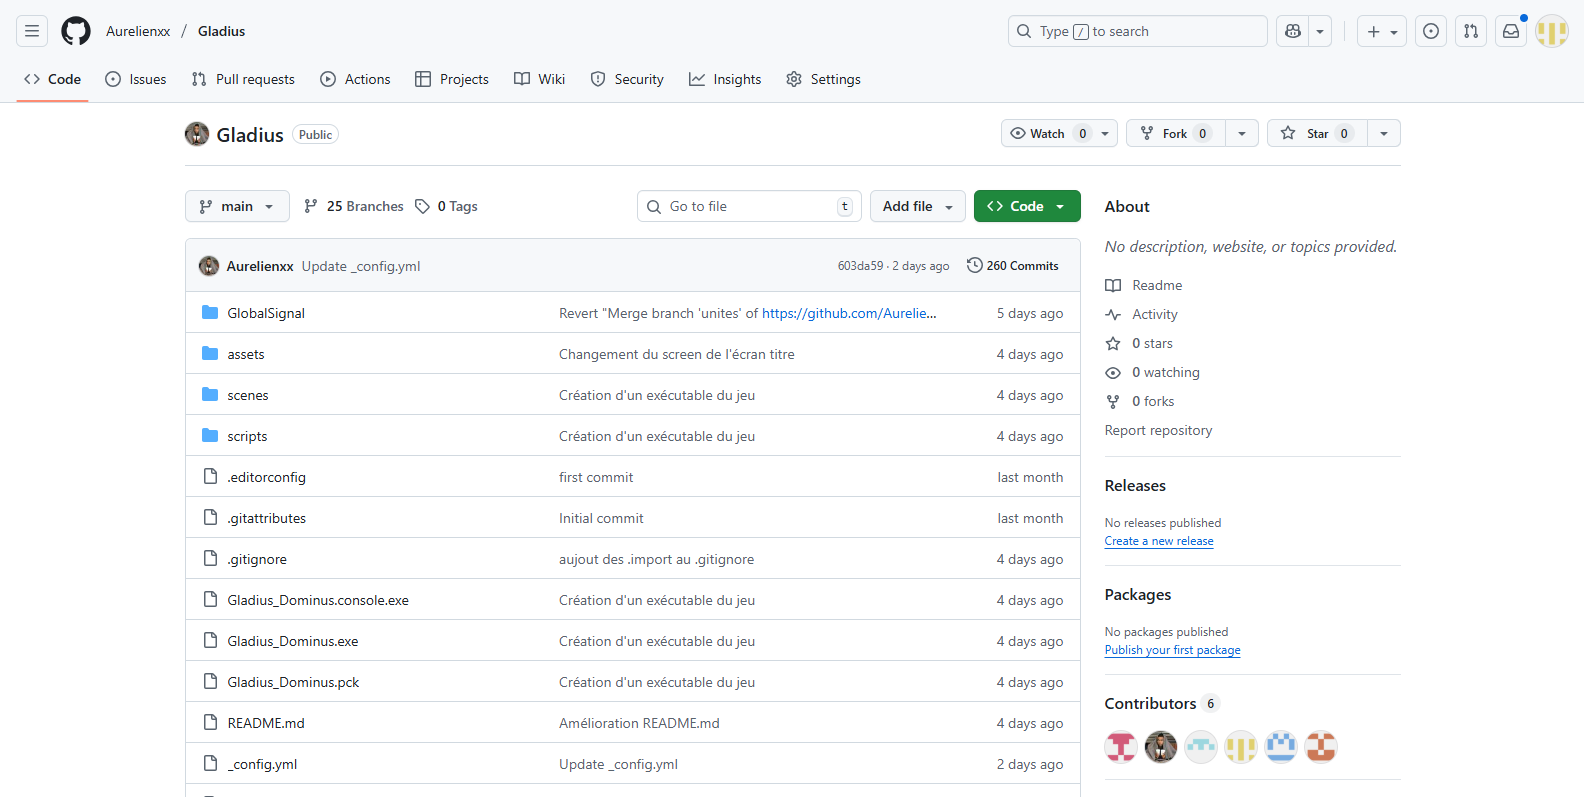 Aurelienxx / Gladius
Type / to search
Code Issues Pull requests Actions Projects Wiki Security Insights Settings
Gladius Public
Watch 0 Fork 0 Star 0
main 25 Branches 0 Tags
Go to file t Add file Code
Aurelienxx Update _config.yml 603da59 · 2 days ago 260 Commits
GlobalSignal Revert "Merge branch 'unites' of https://github.com/Aurelie... 5 days ago
assets Changement du screen de l'écran titre 4 days ago
scenes Création d'un exécutable du jeu 4 days ago
scripts Création d'un exécutable du jeu 4 days ago
.editorconfig first commit last month
.gitattributes Initial commit last month
.gitignore aujout des .import au .gitignore 4 days ago
Gladius_Dominus.console.exe Création d'un exécutable du jeu 4 days ago
Gladius_Dominus.exe Création d'un exécutable du jeu 4 days ago
Gladius_Dominus.pck Création d'un exécutable du jeu 4 days ago
README.md Amélioration README.md 4 days ago
_config.yml Update _config.yml 2 days ago
About
No description, website, or topics provided.
Readme
Activity
0 stars
0 watching
0 forks
Report repository
Releases
No releases published
Create a new release
Packages
No packages published
Publish your first package
Contributors 6